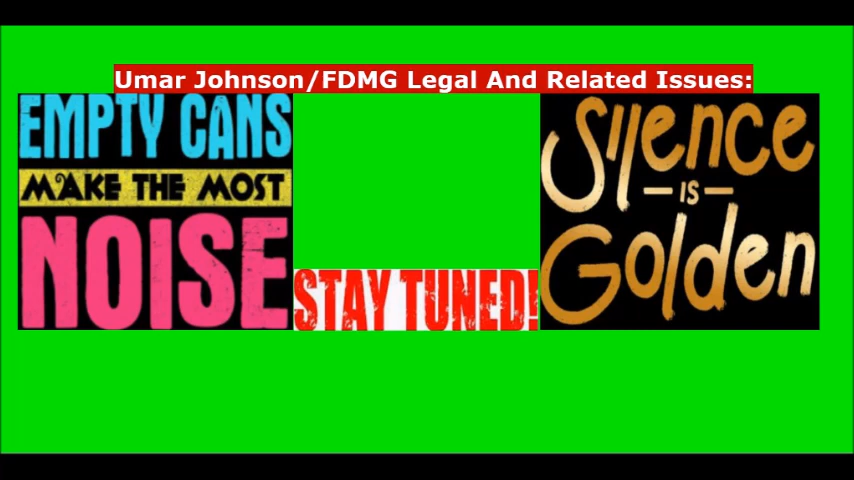 Umar Johnson/FDMG Legal And Related Issues:
EMPTY CANS
MAKE THE MOST
NOISE
STAY TUNED!
Silence
IS
Golden